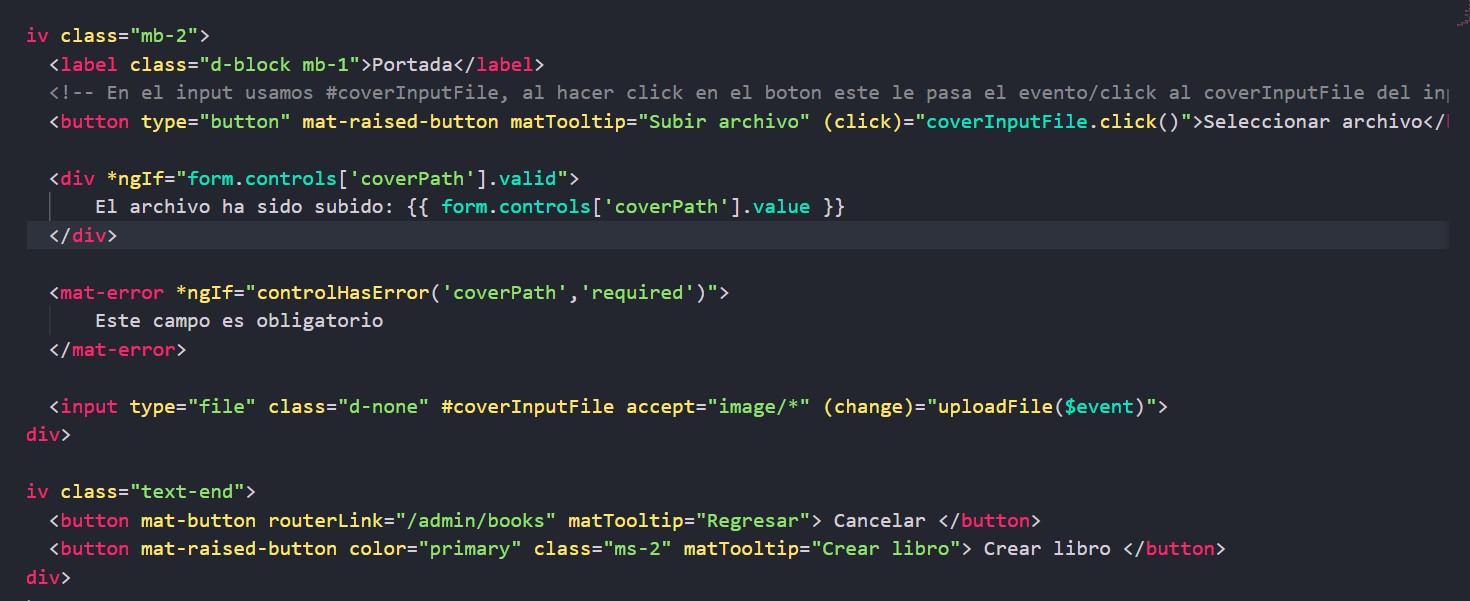 iv class="mb-2">
<label class="d-block mb-1">Portada</label>
<!-- En el input usamos #coverInputFile, al hacer click en el boton este le pasa el evento/click al coverInputFile del
<button type="button" mat-raised-button matTooltip="Subir archivo" (click)="coverInputFile.click()">Seleccionar archivo</
<div *ngIf="form.controls['coverPath'].valid">
El archivo ha sido subido: {{ form.controls['coverPath'].value }}
</div>
<mat-error *ngIf="controlHasError('coverPath','required')">
Este campo es obligatorio
</mat-error>
<input type="file" class="d-none" #coverInputFile accept="image/*" (change)="uploadFile($event)">
div>
iv class="text-end">
<button mat-button routerLink="/admin/books" matTooltip="Regresar"> Cancelar </button>
<button mat-raised-button color="primary" class="ms-2" matTooltip="Crear libro"> Crear libro </button>
div>